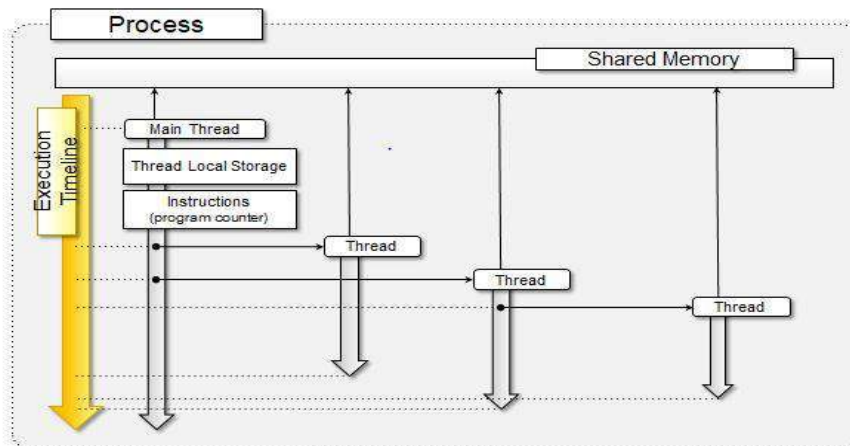 Process
Shared Memory
Execution
Timeline
Main Thread
Thread Local Storage
Instructions
(program counter)
Thread
Thread
Thread